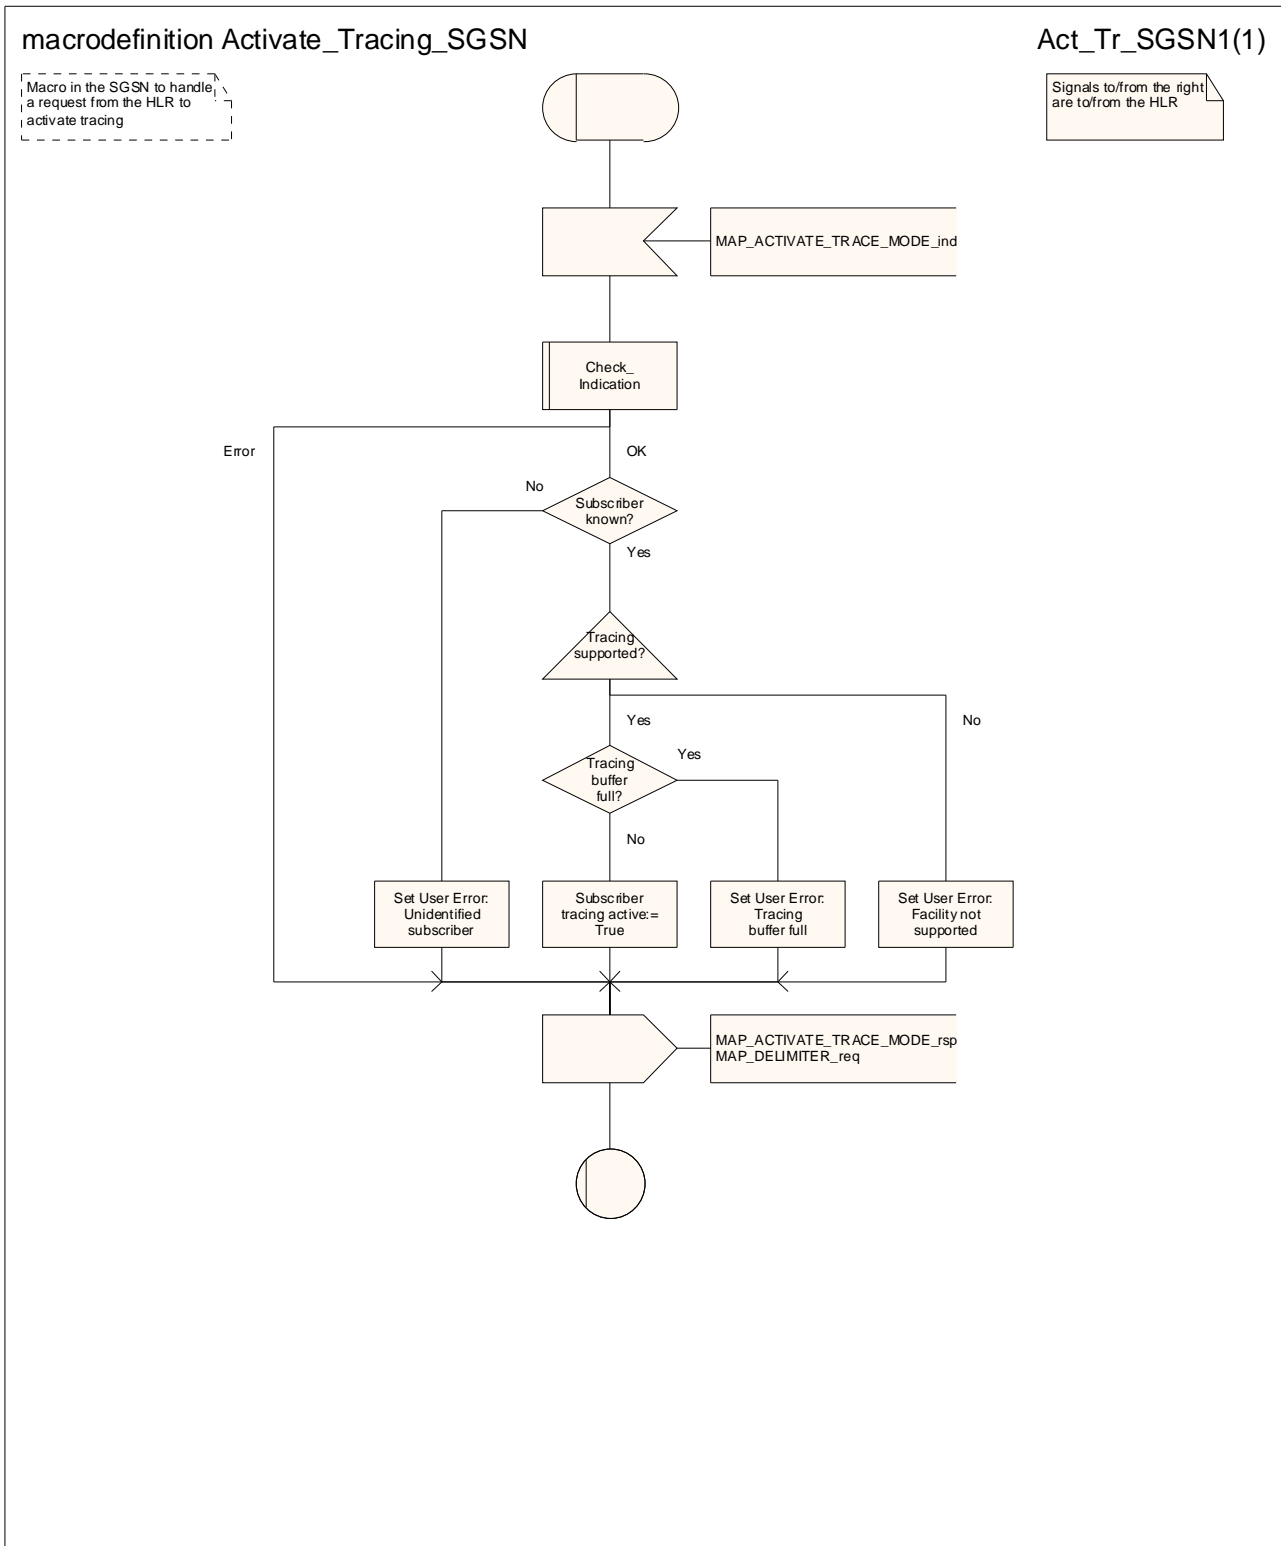 macrodefinition Activate_Tracing_SGSN
Act_Tr_SGSN1(1)
Macro in the SGSN to handle
a request from the HLR to
activate tracing
Signals to/from the right
are to/from the HLR
MAP_ACTIVATE_TRACE_MODE_ind
Check_
Indication
Error
OK
No
Subscriber
known?
Yes
Tracing
supported?
Yes
No
Yes
Tracing
buffer
full?
No
Set User Error:
Unidentified
subscriber
Subscriber
tracing active:=
True
Set User Error:
Tracing
buffer full
Set User Error:
Facility not
supported
MAP_ACTIVATE_TRACE_MODE_rsp
MAP_DELIMITER_req